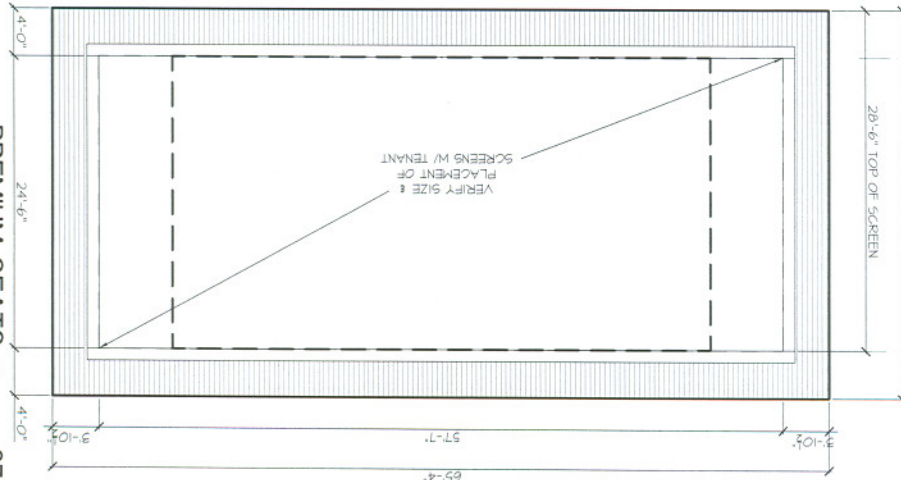 4'-0"
24'-6"
4'-0"
28'-6" TOP OF SCREEN
VERIFY SIZE &
PLACEMENT OF
SCREENS W/ TENANT
3'-10½"
57'-7"
3'-10½"
65'-4"